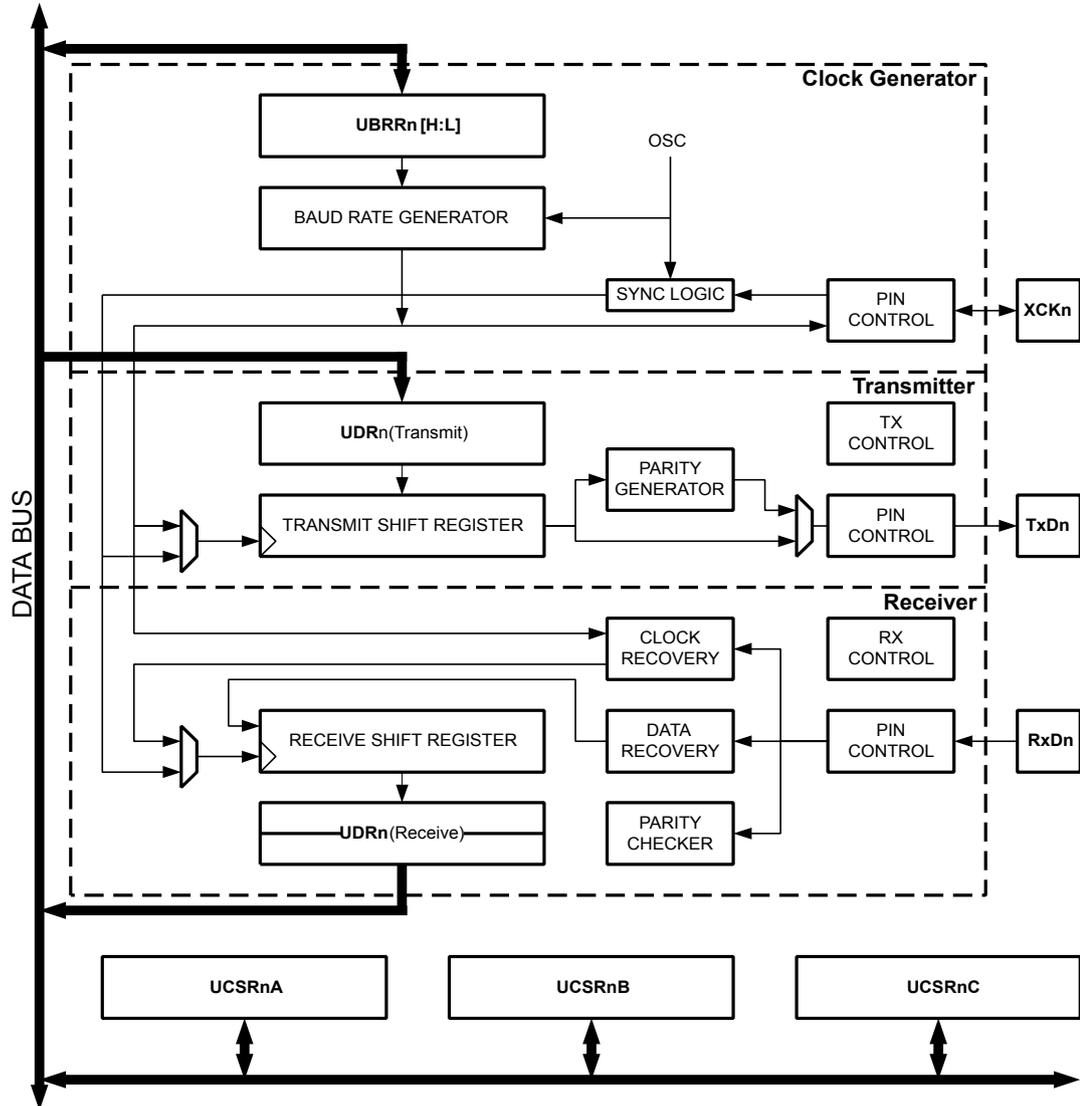 Clock Generator
UBRRn [H:L]
OSC
BAUD RATE GENERATOR
SYNC LOGIC
PIN
CONTROL
XCKn
Transmitter
UDRn(Transmit)
TX
CONTROL
PARITY
GENERATOR
TRANSMIT SHIFT REGISTER
PIN
CONTROL
TxDn
DATA BUS
Receiver
CLOCK
RECOVERY
RX
CONTROL
RECEIVE SHIFT REGISTER
DATA
RECOVERY
PIN
CONTROL
RxDn
UDRn(Receive)
PARITY
CHECKER
UCSRnA
UCSRnB
UCSRnC